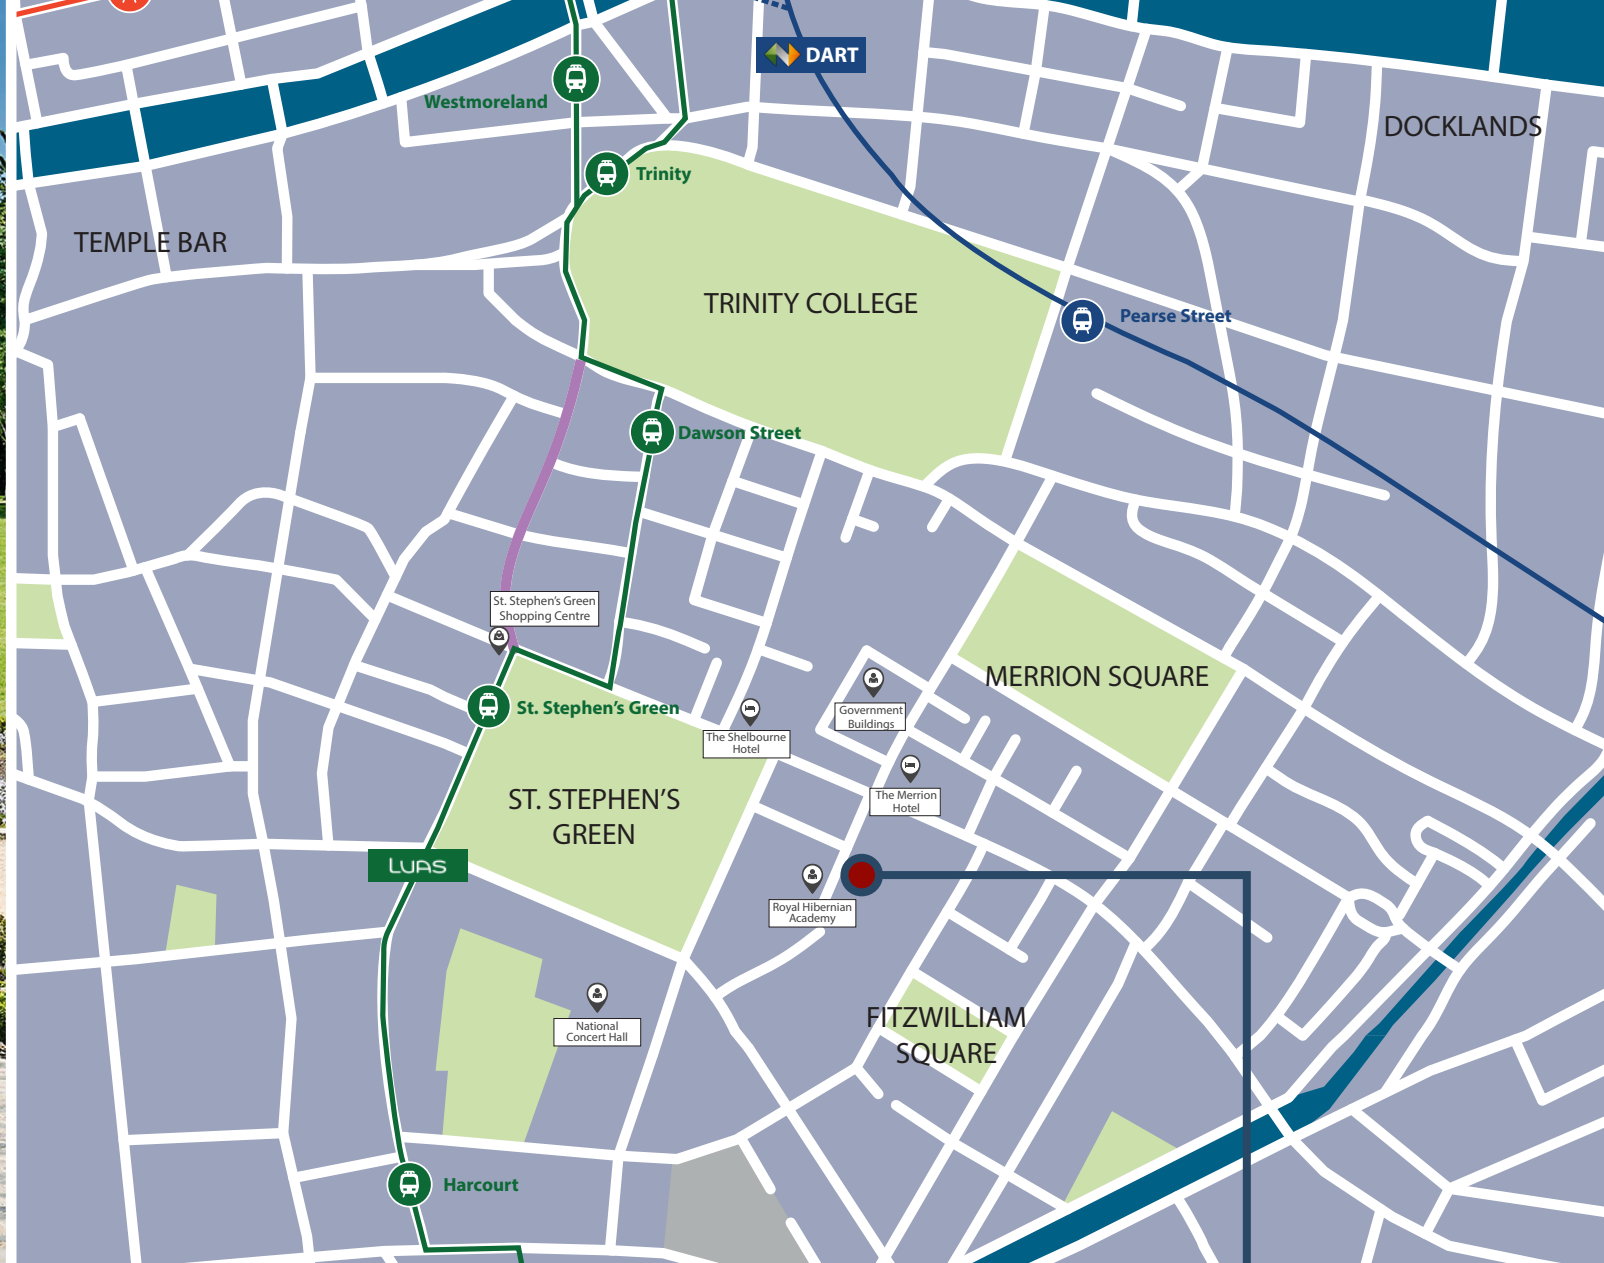 DART
Westmoreland
DOCKLANDS
Trinity
TEMPLE BAR
TRINITY COLLEGE
Pearse Street
Dawson Street
St. Stephen's Green
Shopping Centre
MERRION SQUARE
St. Stephen's Green
Government
Buildings
The Shelbourne
Hotel
The Merrion
Hotel
ST. STEPHEN'S
GREEN
LUAS
Royal Hibernian
Academy
FITZWILLIAM
SQUARE
National
Concert Hall
Harcourt